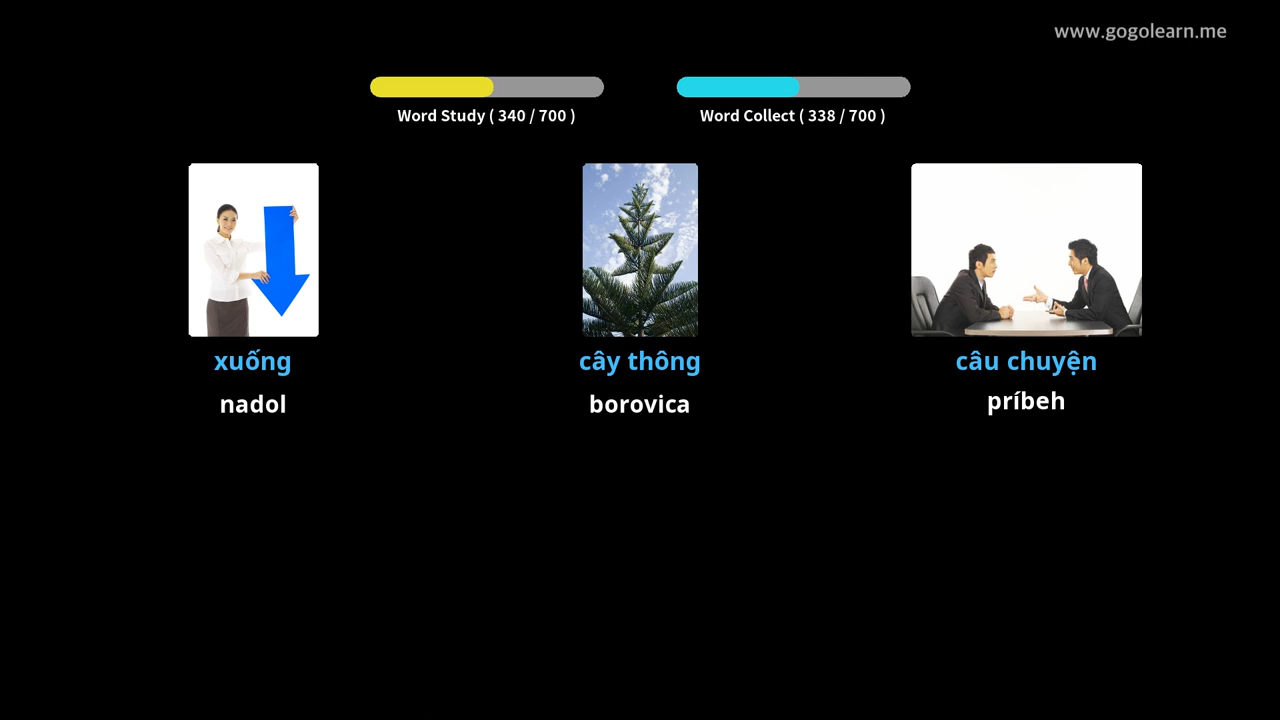 www.gogolearn.me
Word Study ( 340 / 700 )
Word Collect ( 338 / 700 )
xuống
cây thông
câu chuyện
nadol
borovica
príbeh